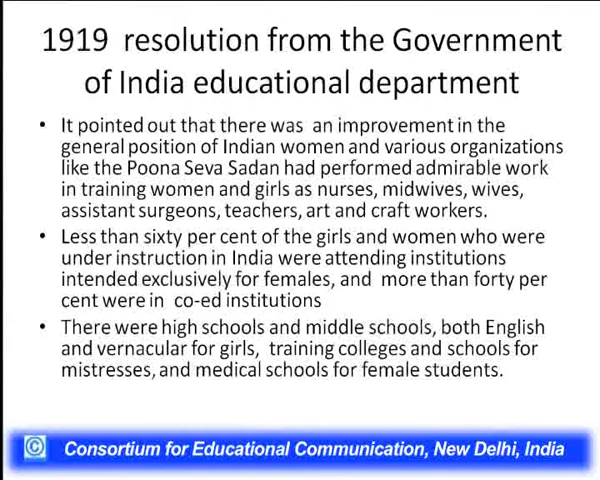 1919 resolution from the Government
of India educational department
• It pointed out that there was an improvement in the
general position of Indian women and various organizations
like the Poona Seva Sadan had performed admirable work
in training women and girls as nurses, midwives, wives,
assistant surgeons, teachers, art and craft workers.
• Less than sixty per cent of the girls and women who were
under instruction in India were attending institutions
intended exclusively for females, and more than forty per
cent were in co-ed institutions
• There were high schools and middle schools, both English
and vernacular for girls, training colleges and schools for
mistresses, and medical schools for female students.
© Consortium for Educational Communication, New Delhi, India